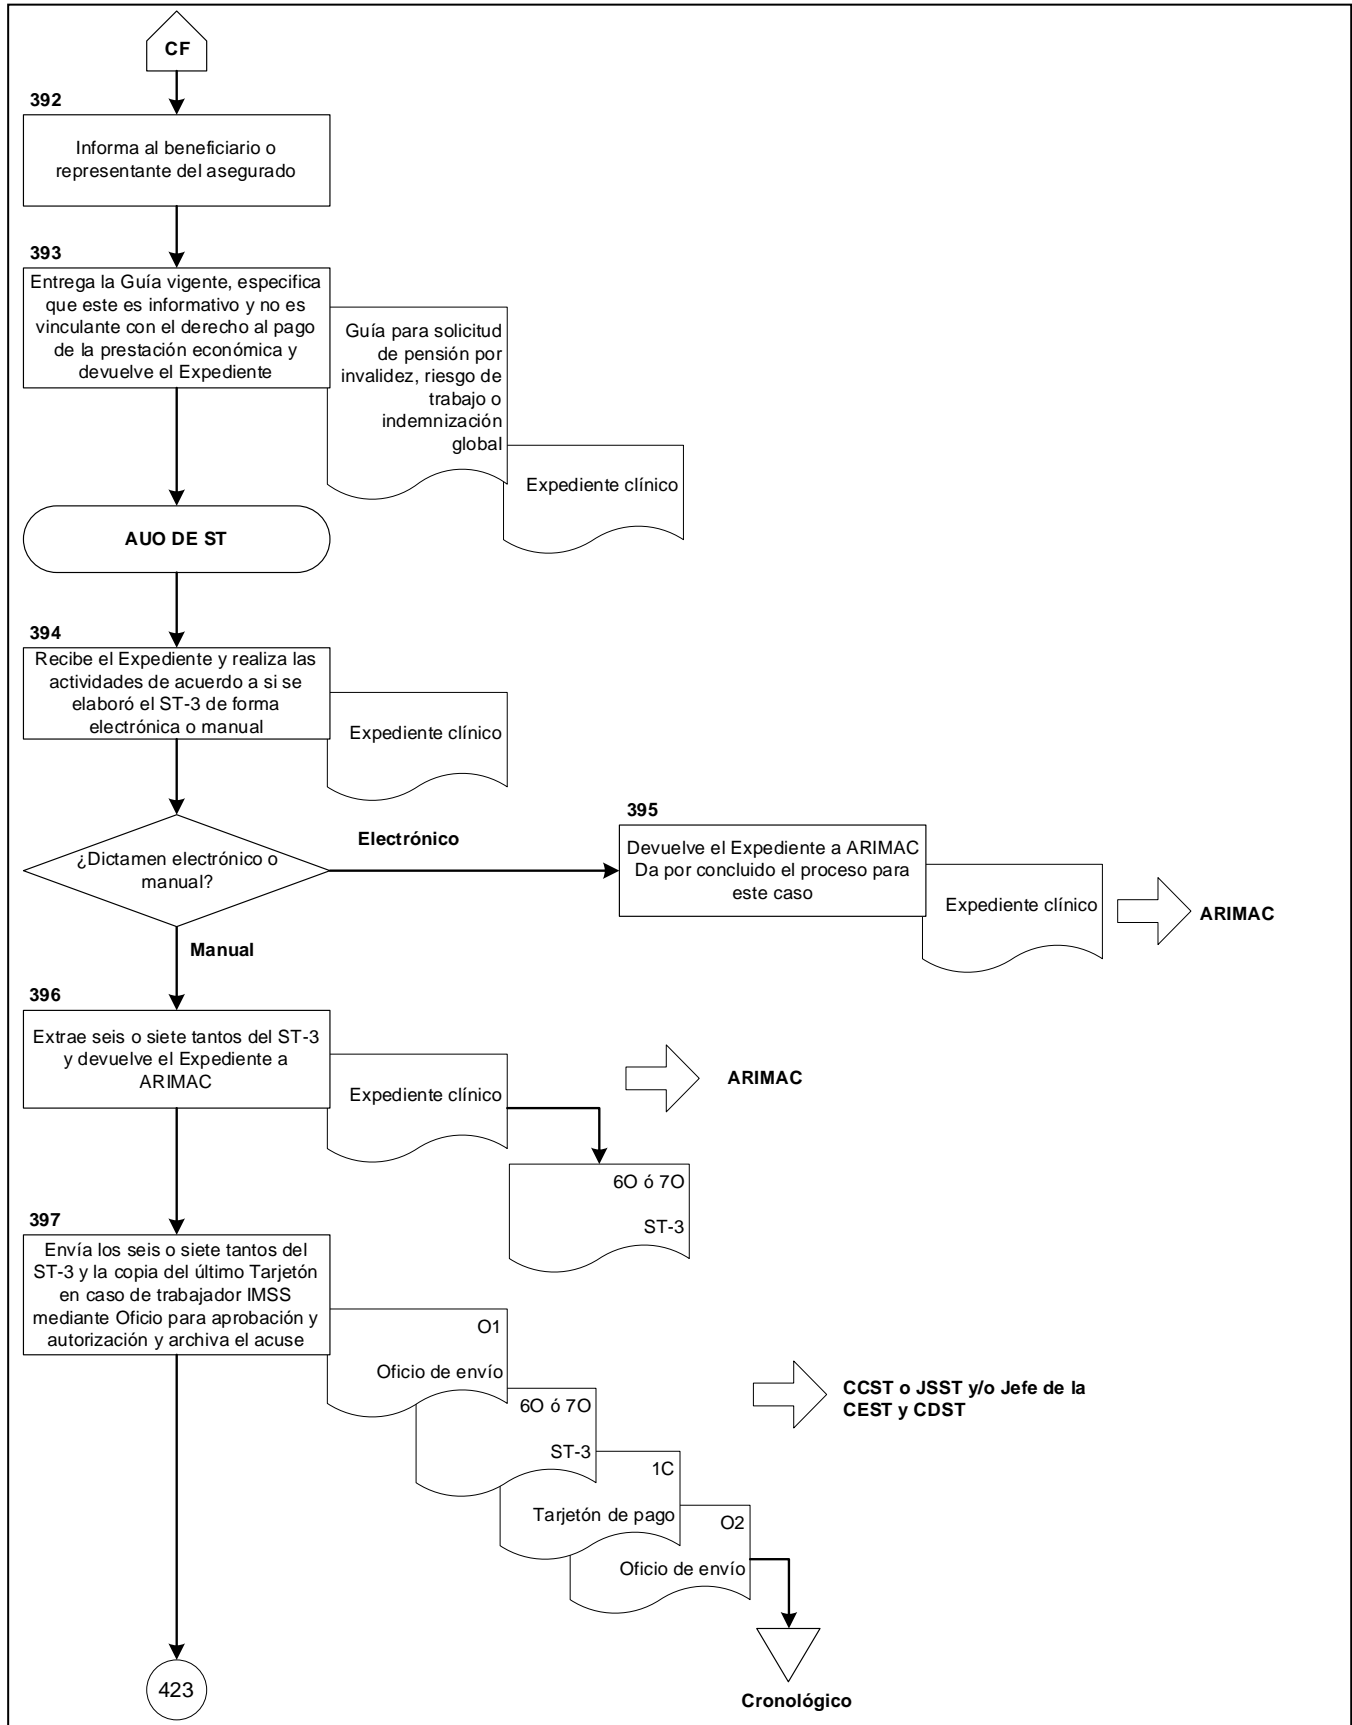 CF
392
Informa al beneficiario o
representante del asegurado
393
Entrega la Guía vigente, especifica
que este es informativo y no es
vinculante con el derecho al pago
de la prestación económica y
devuelve el Expediente
Guía para solicitud
de pensión por
invalidez, riesgo de
trabajo o
indemnización
global
Expediente clínico
AUO DE ST
394
Recibe el Expediente y realiza las
actividades de acuerdo a si se
elaboró el ST-3 de forma
electrónica o manual
Expediente clínico
¿Dictamen electrónico o
manual?
Electrónico
395
Devuelve el Expediente a ARIMAC
Da por concluido el proceso para
este caso
Expediente clínico
ARIMAC
Manual
396
Extrae seis o siete tantos del ST-3
y devuelve el Expediente a
ARIMAC
Expediente clínico
ARIMAC
6O ó 7O
ST-3
397
Envía los seis o siete tantos del
ST-3 y la copia del último Tarjetón
en caso de trabajador IMSS
mediante Oficio para aprobación y
autorización y archiva el acuse
O1
Oficio de envío
6O ó 7O
ST-3
1C
Tarjetón de pago
O2
Oficio de envío
CCST o JSST y/o Jefe de la
CEST y CDST
Cronológico
423